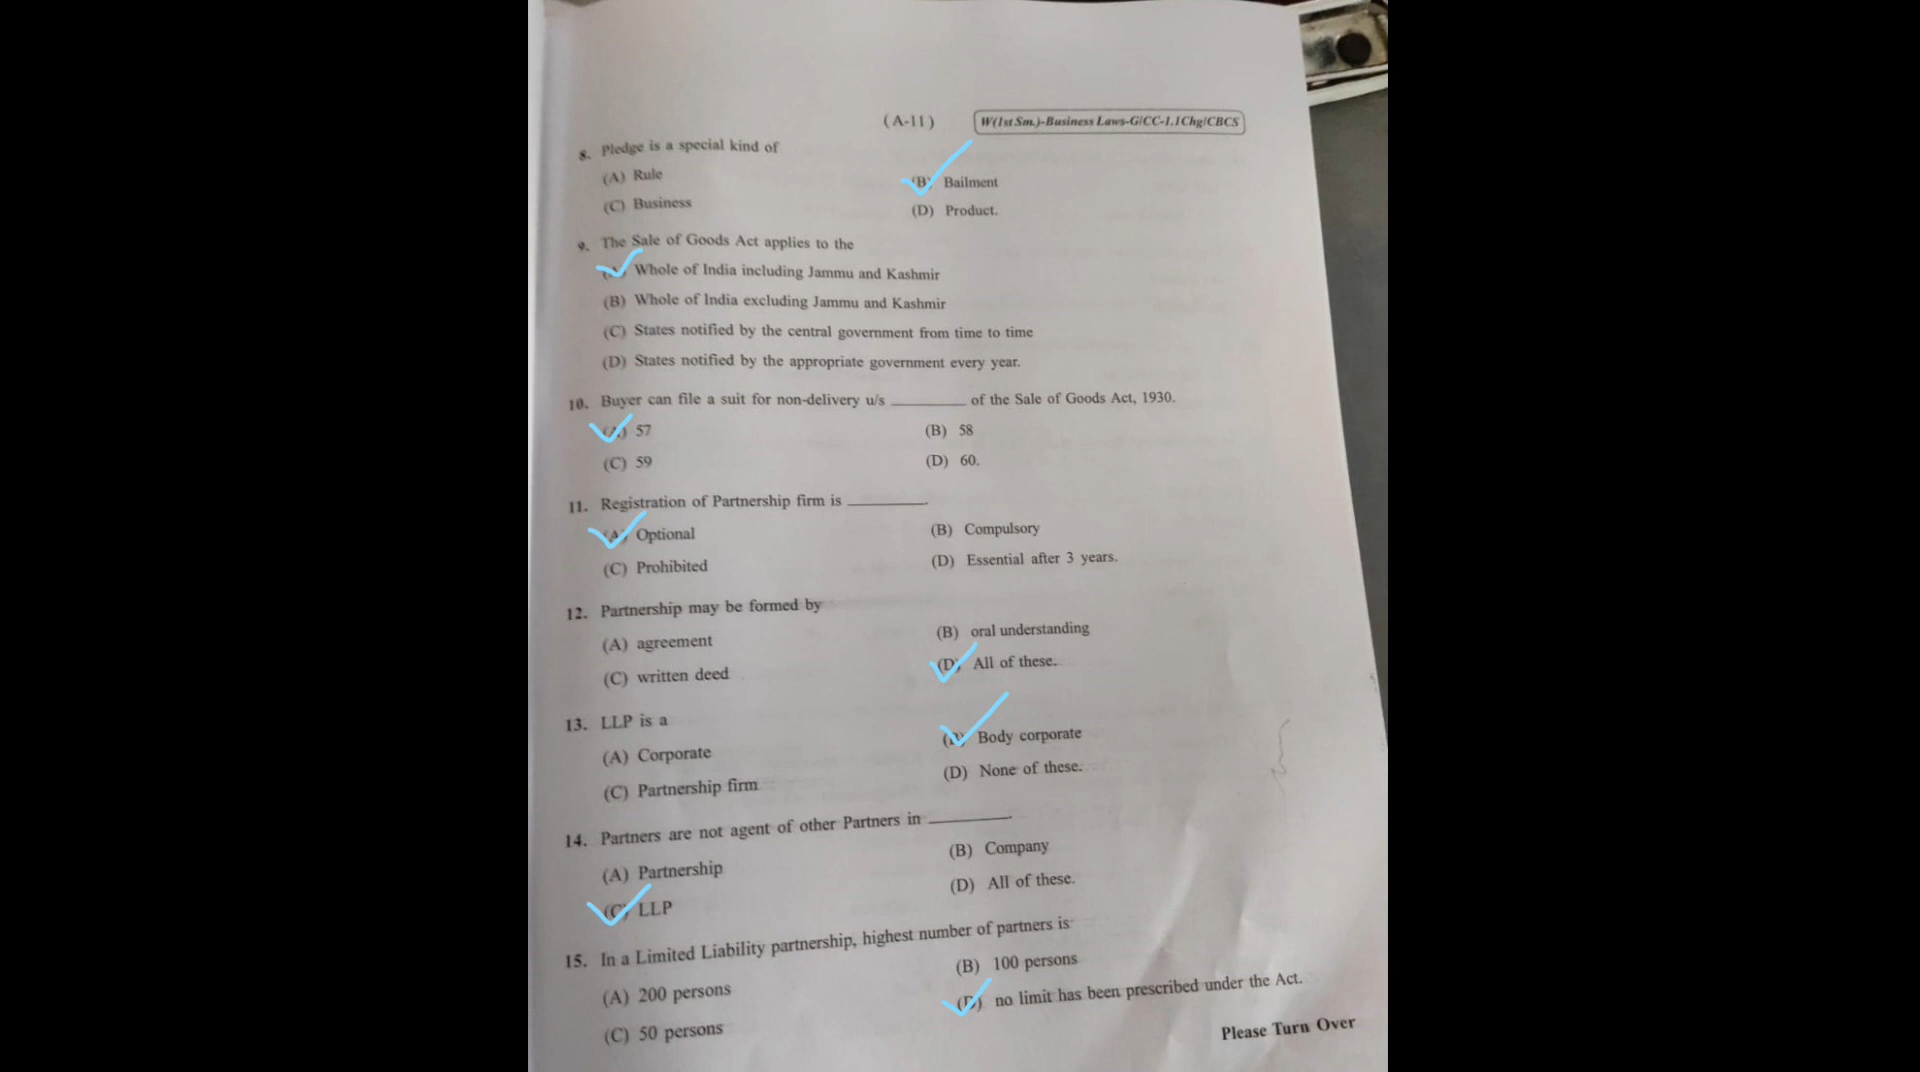 (A-11) W(1st Sm.)-Business Laws-G/CC-1.1Chg/CBCS
8. Pledge is a special kind of
(A) Rule (B) Bailment
(C) Business (D) Product.
9. The Sale of Goods Act applies to the
(A) Whole of India including Jammu and Kashmir
(B) Whole of India excluding Jammu and Kashmir
(C) States notified by the central government from time to time
(D) States notified by the appropriate government every year.
10. Buyer can file a suit for non-delivery u/s ________ of the Sale of Goods Act, 1930.
(A) 57 (B) 58
(C) 59 (D) 60.
11. Registration of Partnership firm is ________.
(A) Optional (B) Compulsory
(C) Prohibited (D) Essential after 3 years.
12. Partnership may be formed by
(A) agreement (B) oral understanding
(C) written deed (D) All of these.
13. LLP is a
(A) Corporate (B) Body corporate
(C) Partnership firm (D) None of these.
14. Partners are not agent of other Partners in ________.
(A) Partnership (B) Company
(C) LLP (D) All of these.
15. In a Limited Liability partnership, highest number of partners is
(A) 200 persons (B) 100 persons
(C) 50 persons (D) no limit has been prescribed under the Act.
Please Turn Over